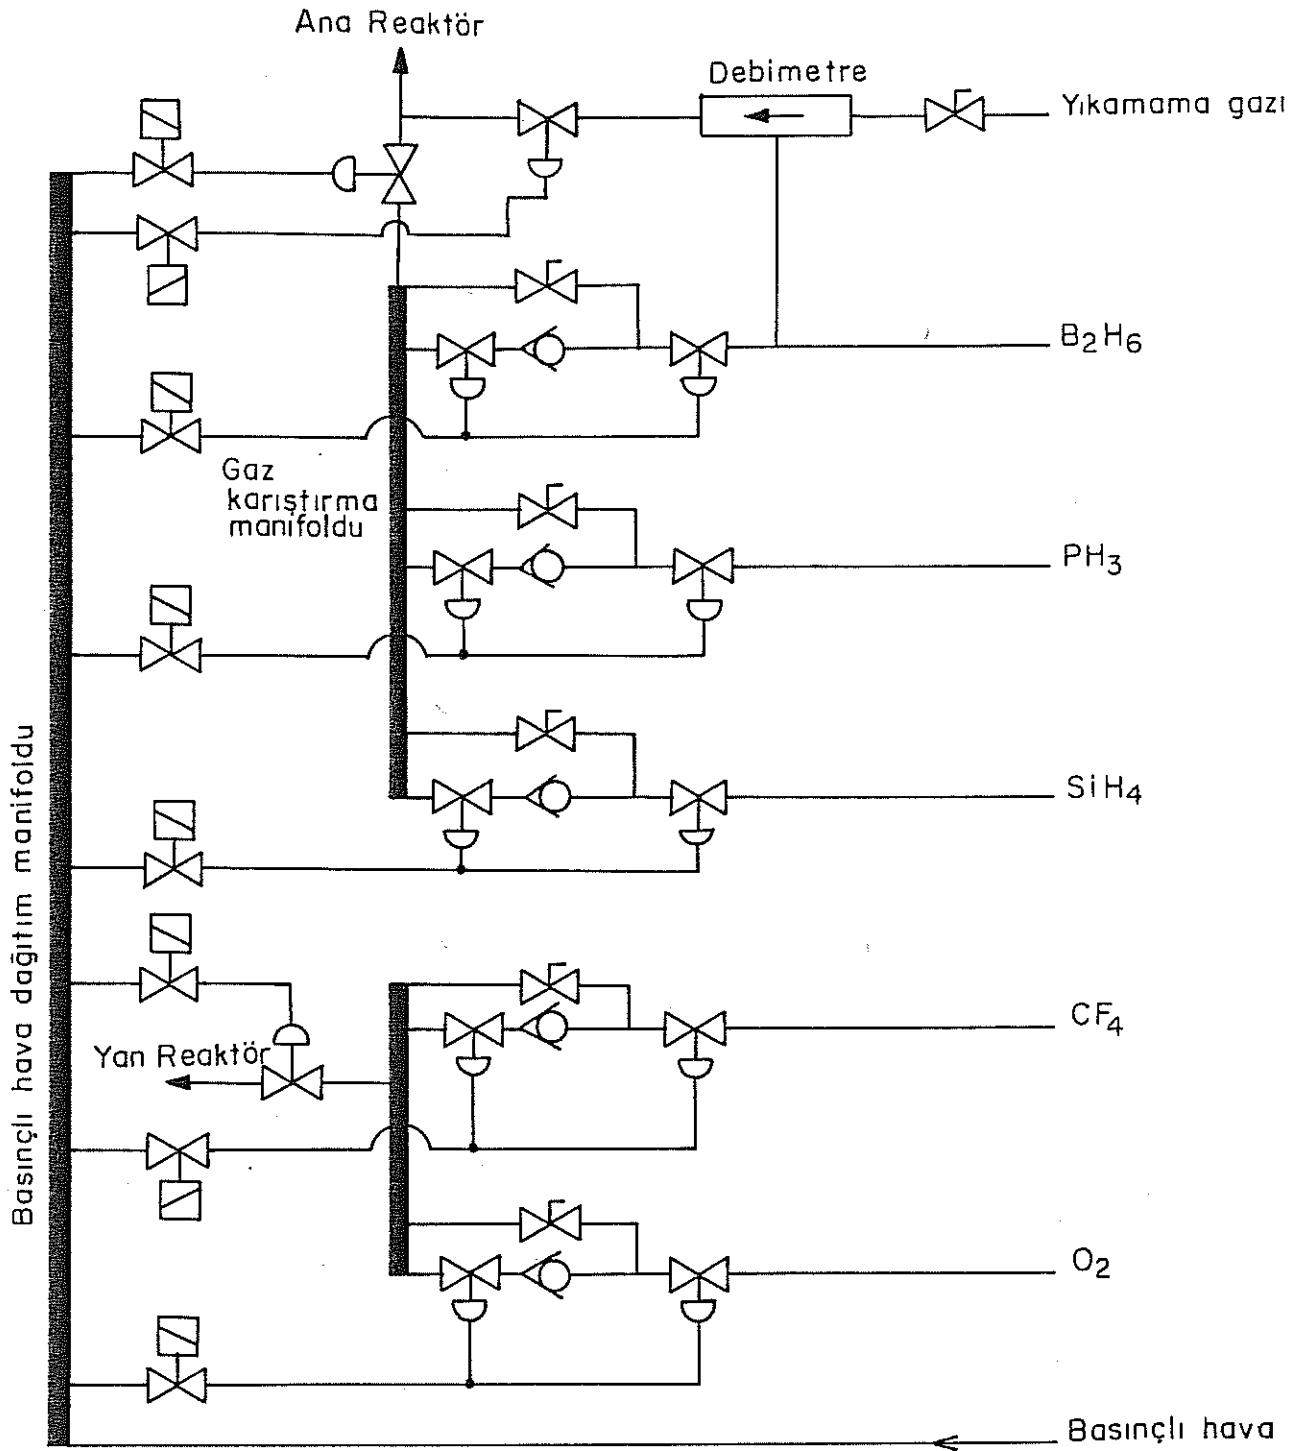 Ana Reaktör
Debimetre
Yıkamama gazı
B2H6
Gaz
karıştırma
manifoldu
PH3
SiH4
Basınçlı hava dağıtım manifoldu
CF4
Yan Reaktör
O2
Basınçlı hava